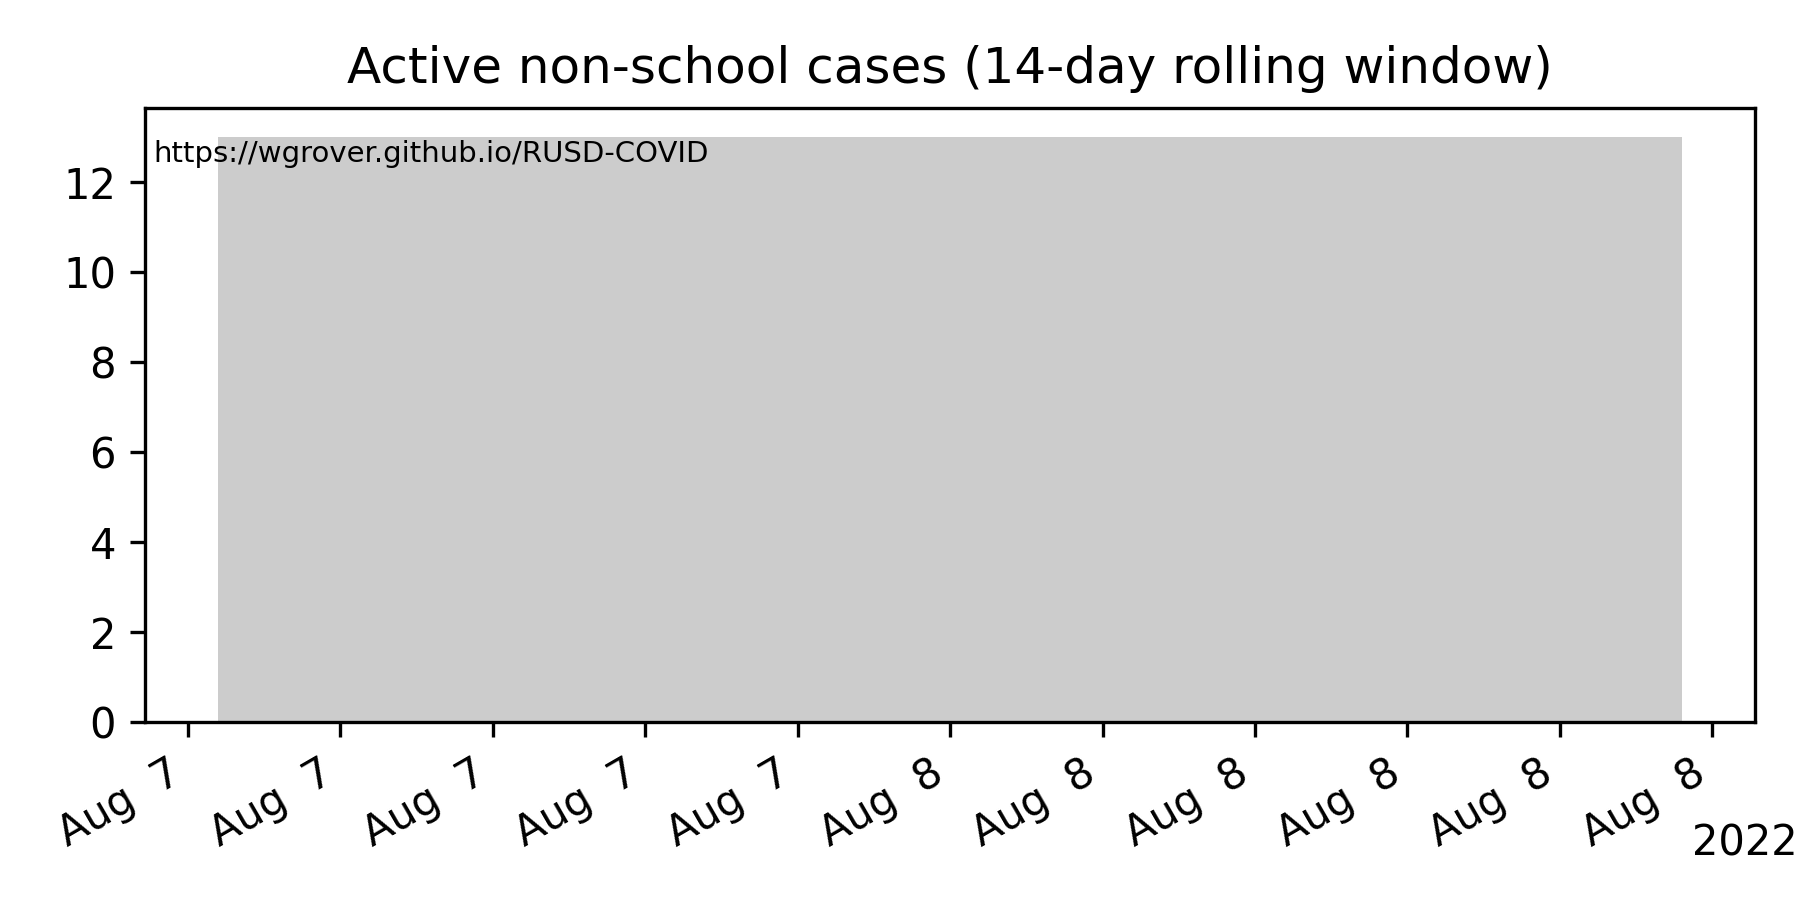 Active non-school cases (14-day rolling window)
https://wgrover.github.io/RUSD-COVID
12
10
8
6
4
2
0
Aug 7 Aug 7 Aug 7 Aug 7 Aug 7 Aug 8 Aug 8 Aug 8 Aug 8 Aug 8 Aug 8
2022